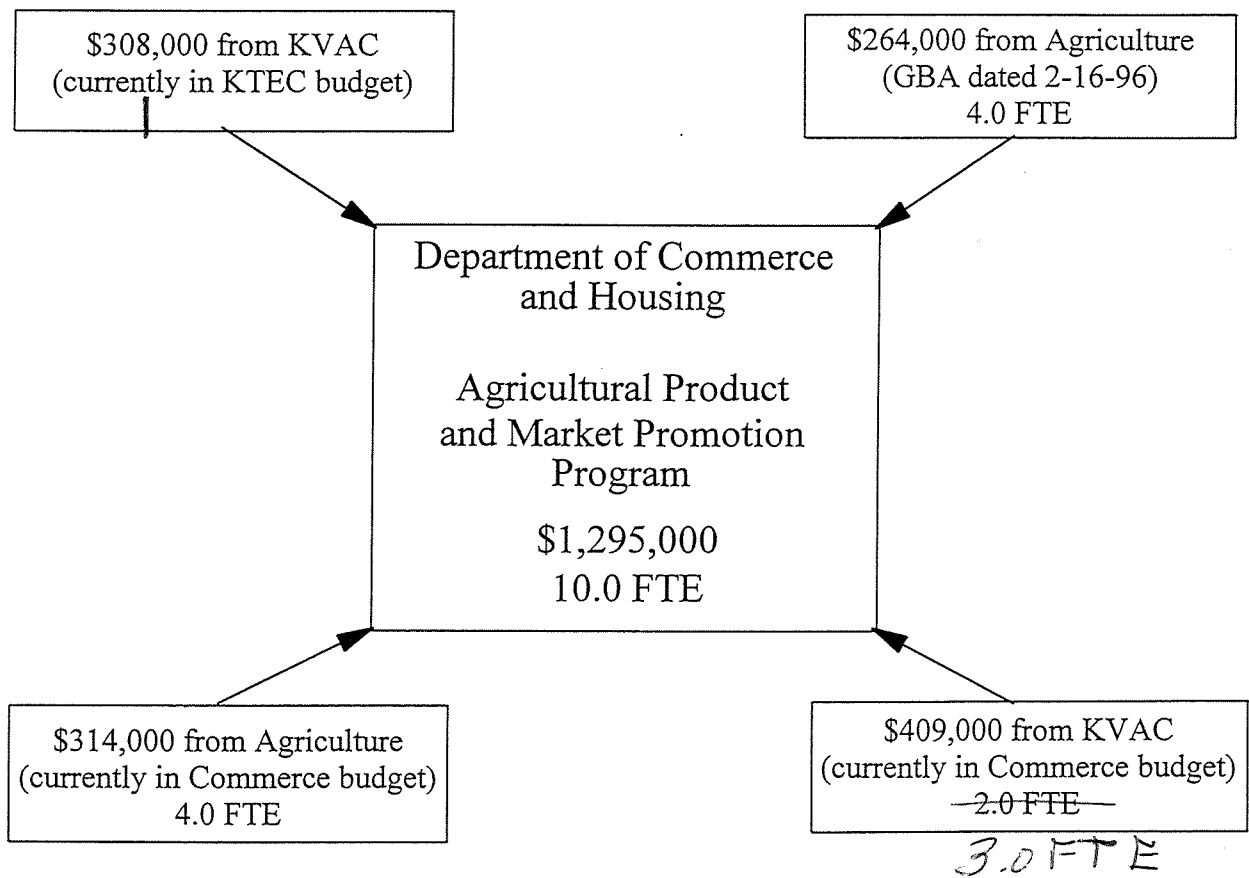 $308,000 from KVAC
(currently in KTEC budget)
$264,000 from Agriculture
(GBA dated 2-16-96)
4.0 FTE
Department of Commerce
and Housing
Agricultural Product
and Market Promotion
Program
$1,295,000
10.0 FTE
$314,000 from Agriculture
(currently in Commerce budget)
4.0 FTE
$409,000 from KVAC
(currently in Commerce budget)
2.0 FTE
3.0 FTE